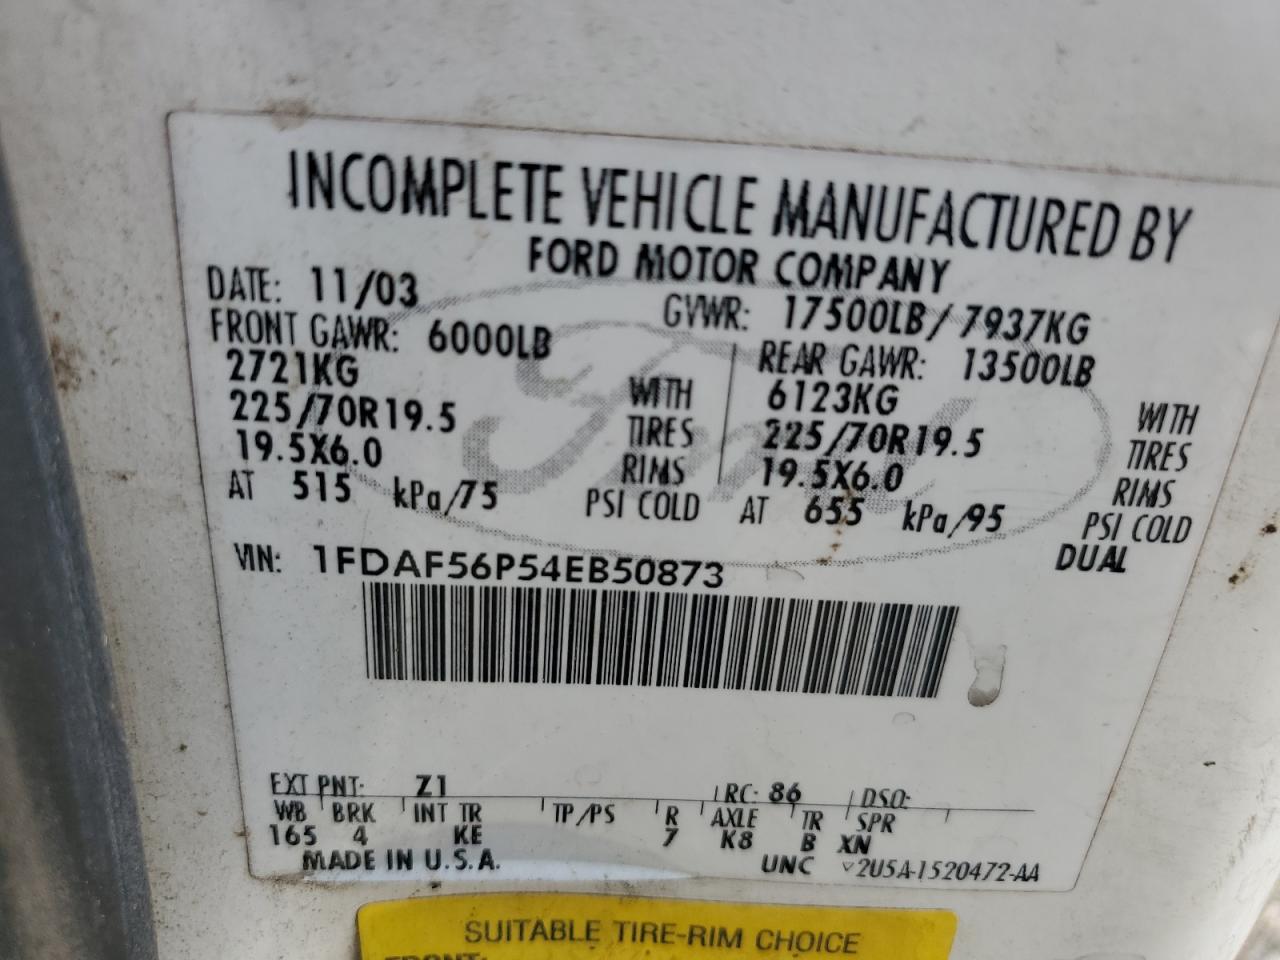 INCOMPLETE VEHICLE MANUFACTURED BY
FORD MOTOR COMPANY
DATE: 11/03 GVWR: 17500LB/7937KG
FRONT GAWR: 6000LB REAR GAWR: 13500LB
2721KG WITH 6123KG WITH
225/70R19.5 TIRES 225/70R19.5 TIRES
19.5X6.0 RIMS 19.5X6.0 RIMS
AT 515 kPa/75 PSI COLD AT 655 kPa/95 PSI COLD
DUAL
VIN: 1FDAF56P54EB50873
Ford
EXT PNT: Z1 RC: 86 DSO:
WB BRK INT TR TP/PS R AXLE TR SPR
165 4 KE 7 K8 B XN
MADE IN U.S.A. UNC 2U5A-1520472-AA
SUITABLE TIRE-RIM CHOICE
FRONT: